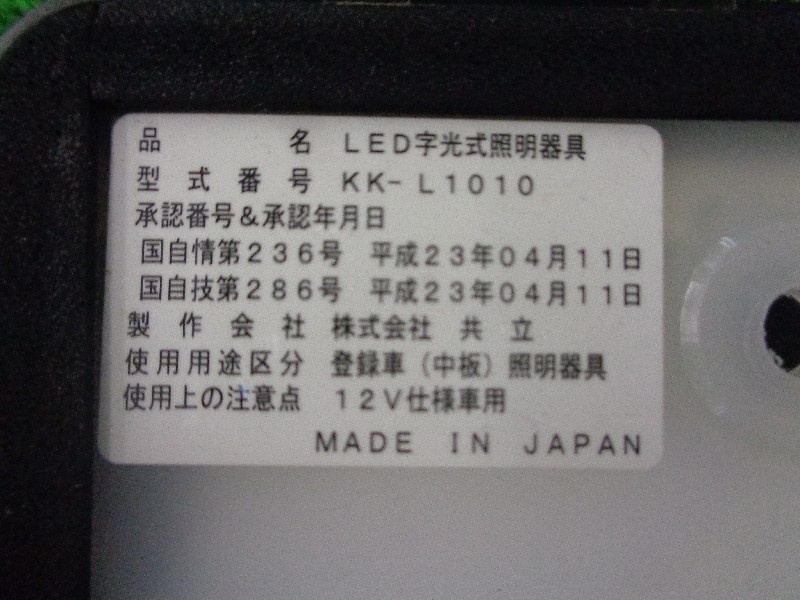 品　　　　名　ＬＥＤ字光式照明器具
型　式　番　号　ＫＫ－Ｌ１０１０
承認番号＆承認年月日
国自情第２３６号　平成２３年０４月１１日
国自技第２８６号　平成２３年０４月１１日
製　作　会　社　株式会社　共　立
使用用途区分　登録車（中板）照明器具
使用上の注意点　１２Ｖ仕様車用
ＭＡＤＥ　ＩＮ　ＪＡＰＡＮ